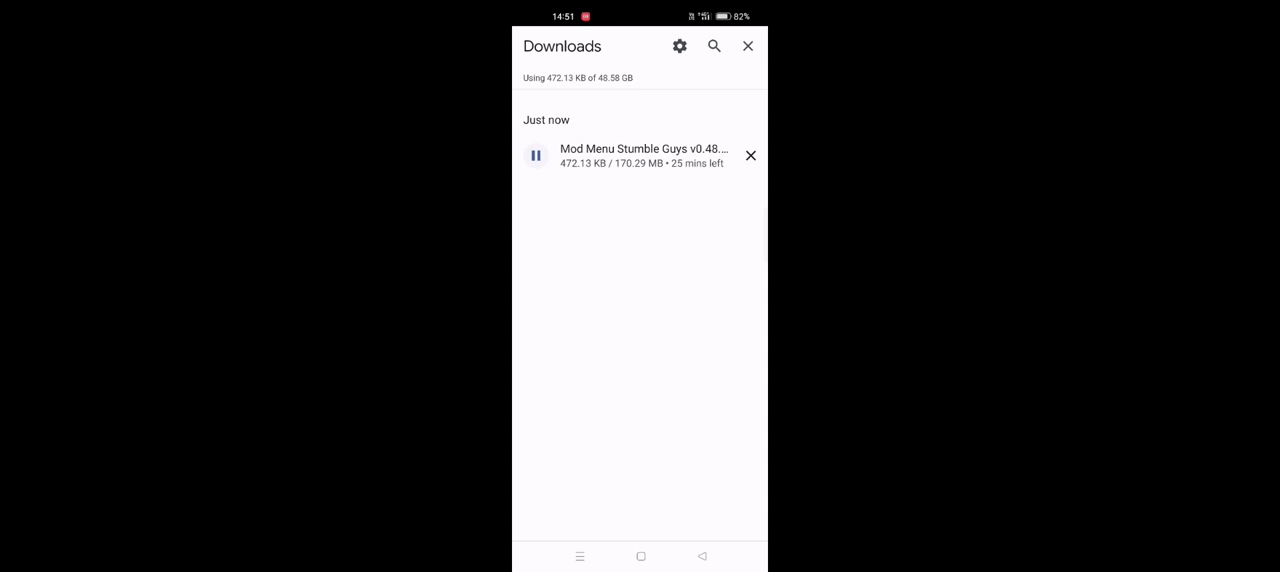 14:51
82%
Downloads
Using 472.13 KB of 48.58 GB
Just now
Mod Menu Stumble Guys v0.48....
472.13 KB / 170.29 MB • 25 mins left